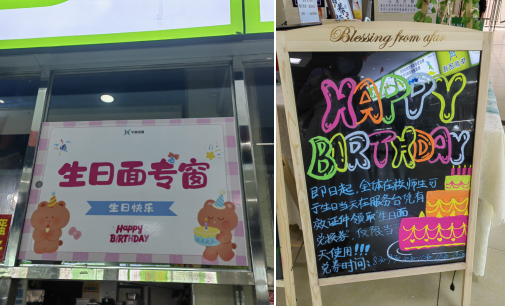 生日面专窗
生日快乐
HAPPY
BIRTHDAY
Blessing from afar
HAPPY
BIRTHDAY
即日起，全体在校师生可
于生日当天在服务台凭有
效证件领取生日面
兑换券，仅限当
天使用!!!
兑券时间：